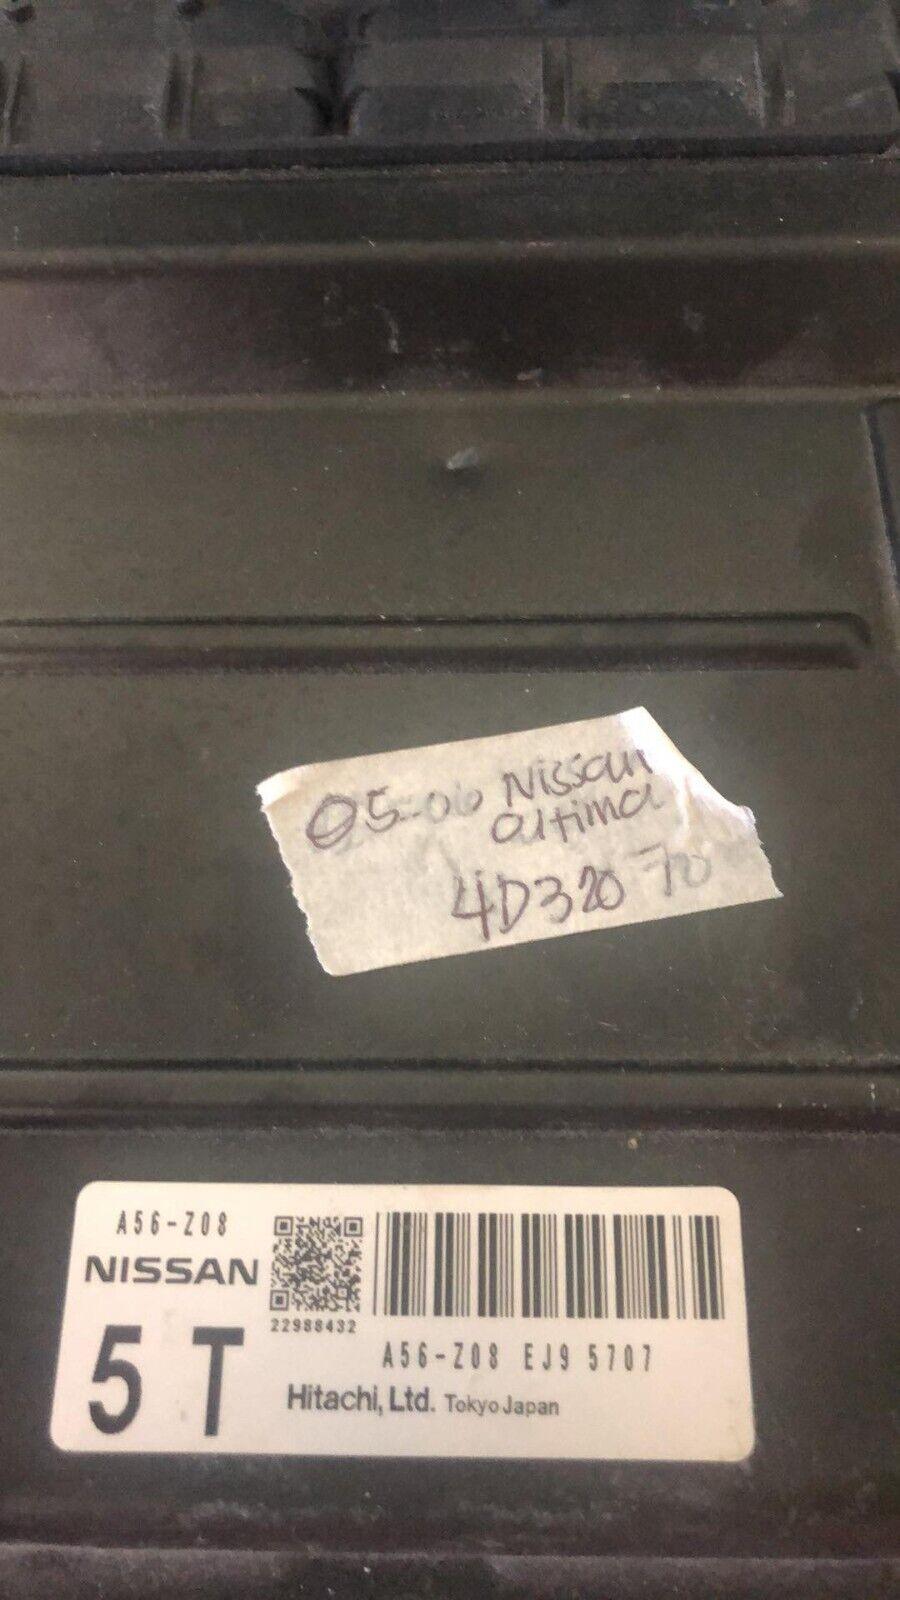 05-06 Nissan
altima
4D320 70
A56-Z08
NISSAN
22988432
5 T
A56-Z08 EJ9 5707
Hitachi, Ltd. Tokyo Japan